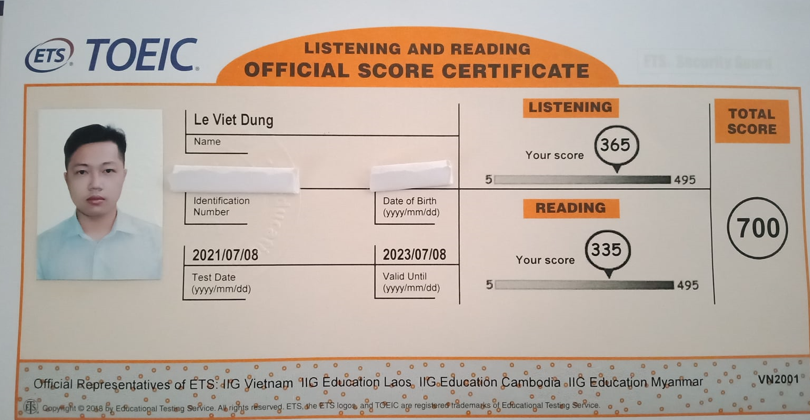 ETS® TOEIC®
LISTENING AND READING
OFFICIAL SCORE CERTIFICATE
Le Viet Dung
Name
Identification
Number
Date of Birth
(yyyy/mm/dd)
2021/07/08
Test Date
(yyyy/mm/dd)
2023/07/08
Valid Until
(yyyy/mm/dd)
LISTENING
Your score
365
5
495
READING
Your score
335
5
495
TOTAL
SCORE
700
Official Representatives of ETS: IIG Vietnam IIG Education Laos, IIG Education Cambodia IIG Education Myanmar
VN2001
Copyright © 2018 by Educational Testing Service. All rights reserved. ETS, the ETS logos, and TOEIC are registered trademarks of Educational Testing Service.